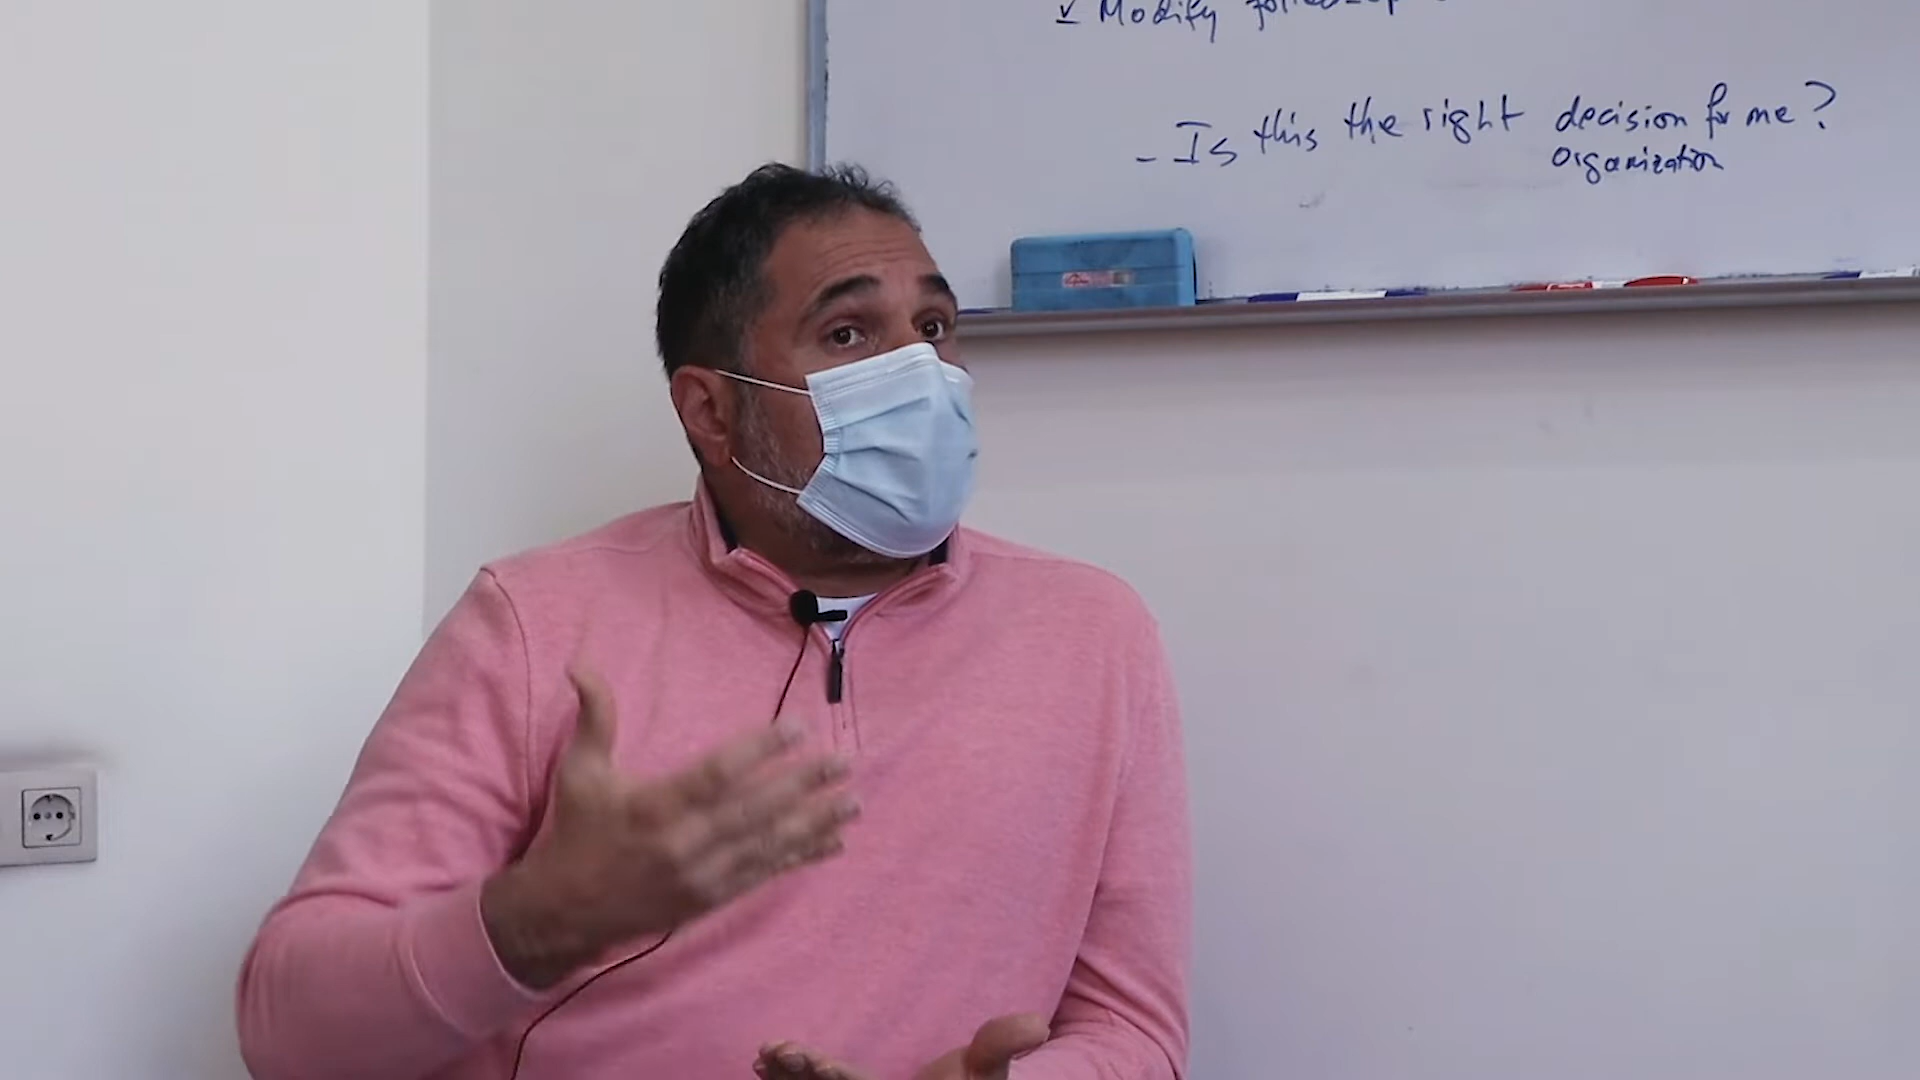 Modify
- Is this the right decision for me?
organization